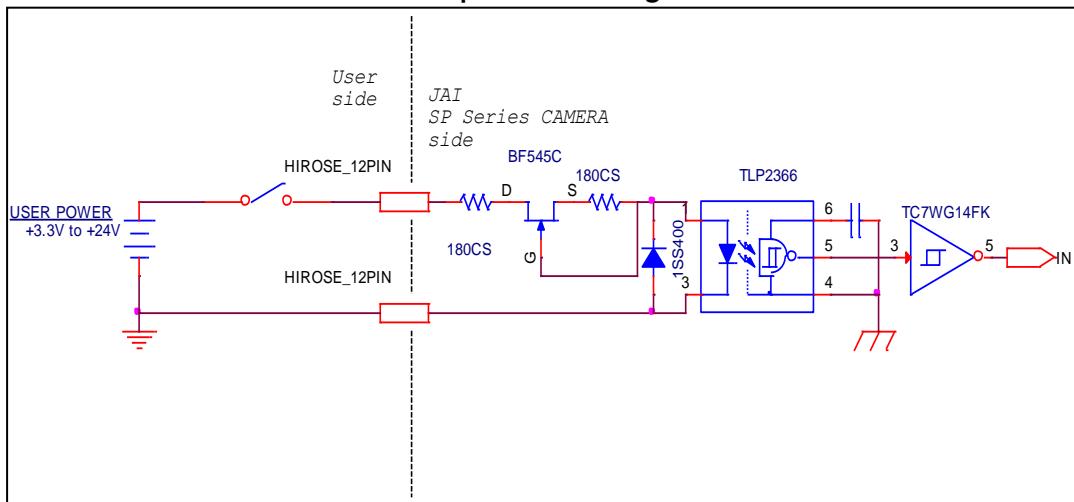 User
side
JAI
SP Series CAMERA
side
BF545C
HIROSE_12PIN
180CS
TLP2366
D
S
USER POWER
+3.3V to +24V
180CS
G
HIROSE_12PIN
1SS400
1
3
6
5
4
TC7WG14FK
3
5
IN